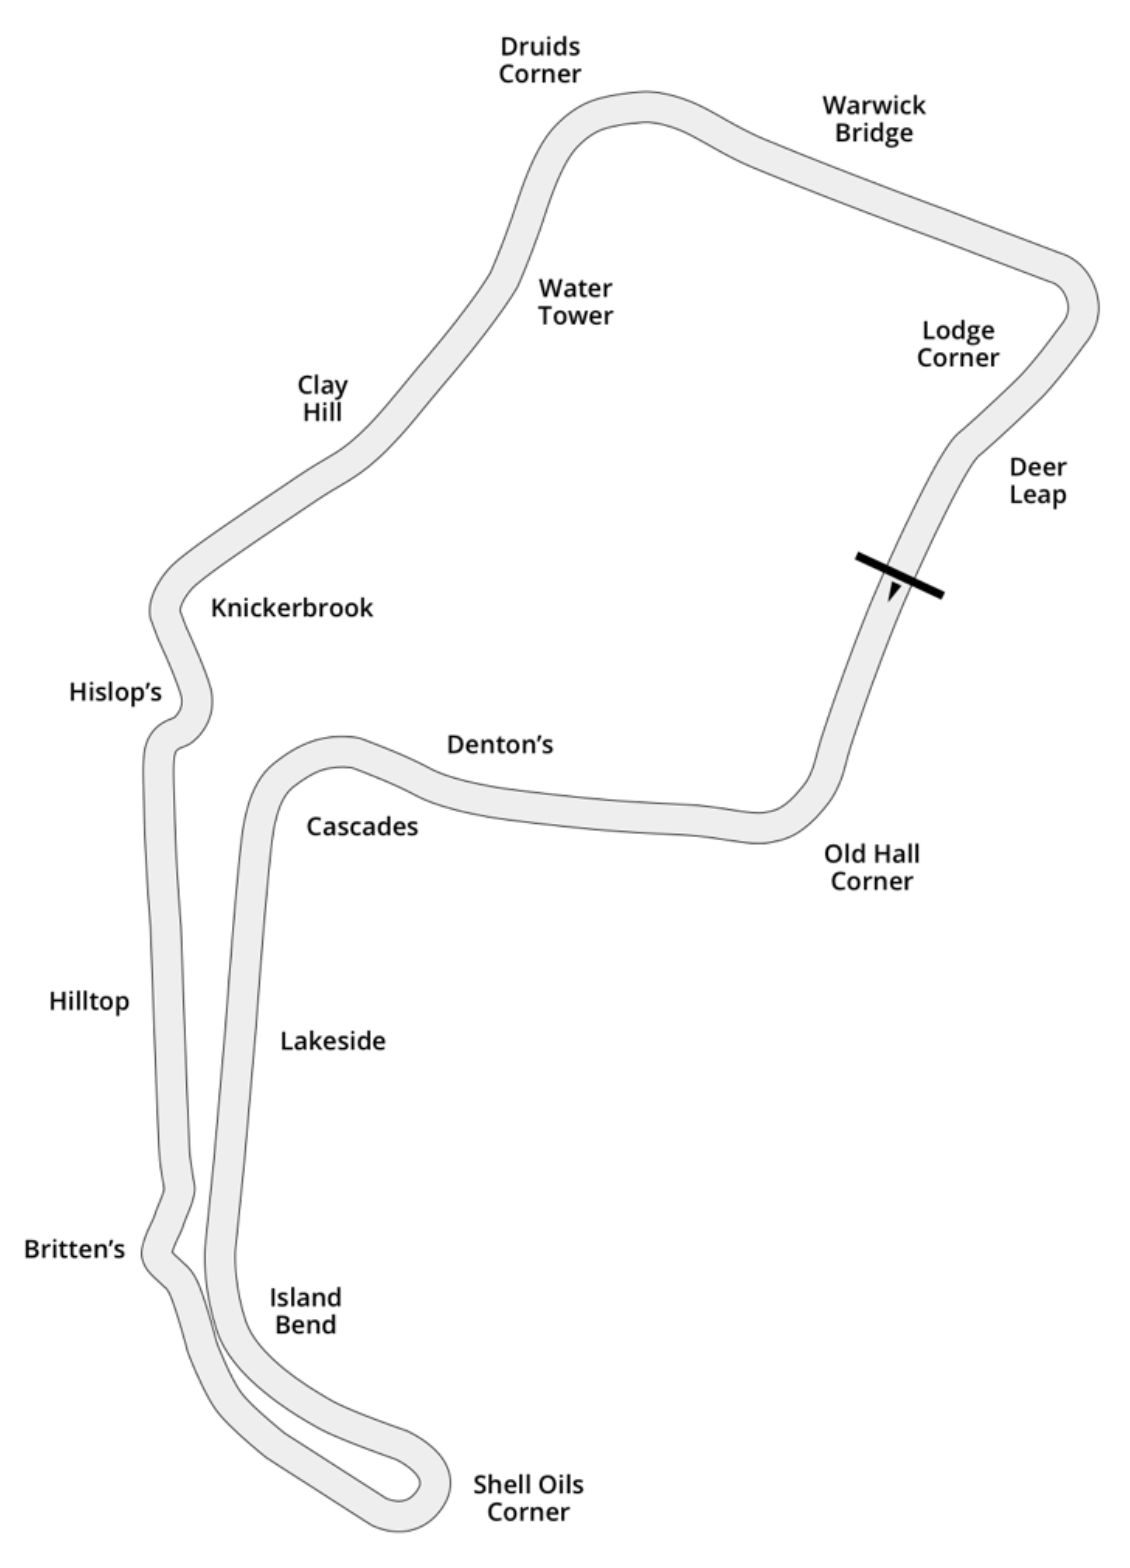 Druids
Corner
Warwick
Bridge
Water
Tower
Lodge
Corner
Clay
Hill
Deer
Leap
Knickerbrook
Hislop’s
Denton’s
Cascades
Old Hall
Corner
Hilltop
Lakeside
Britten’s
Island
Bend
Shell Oils
Corner